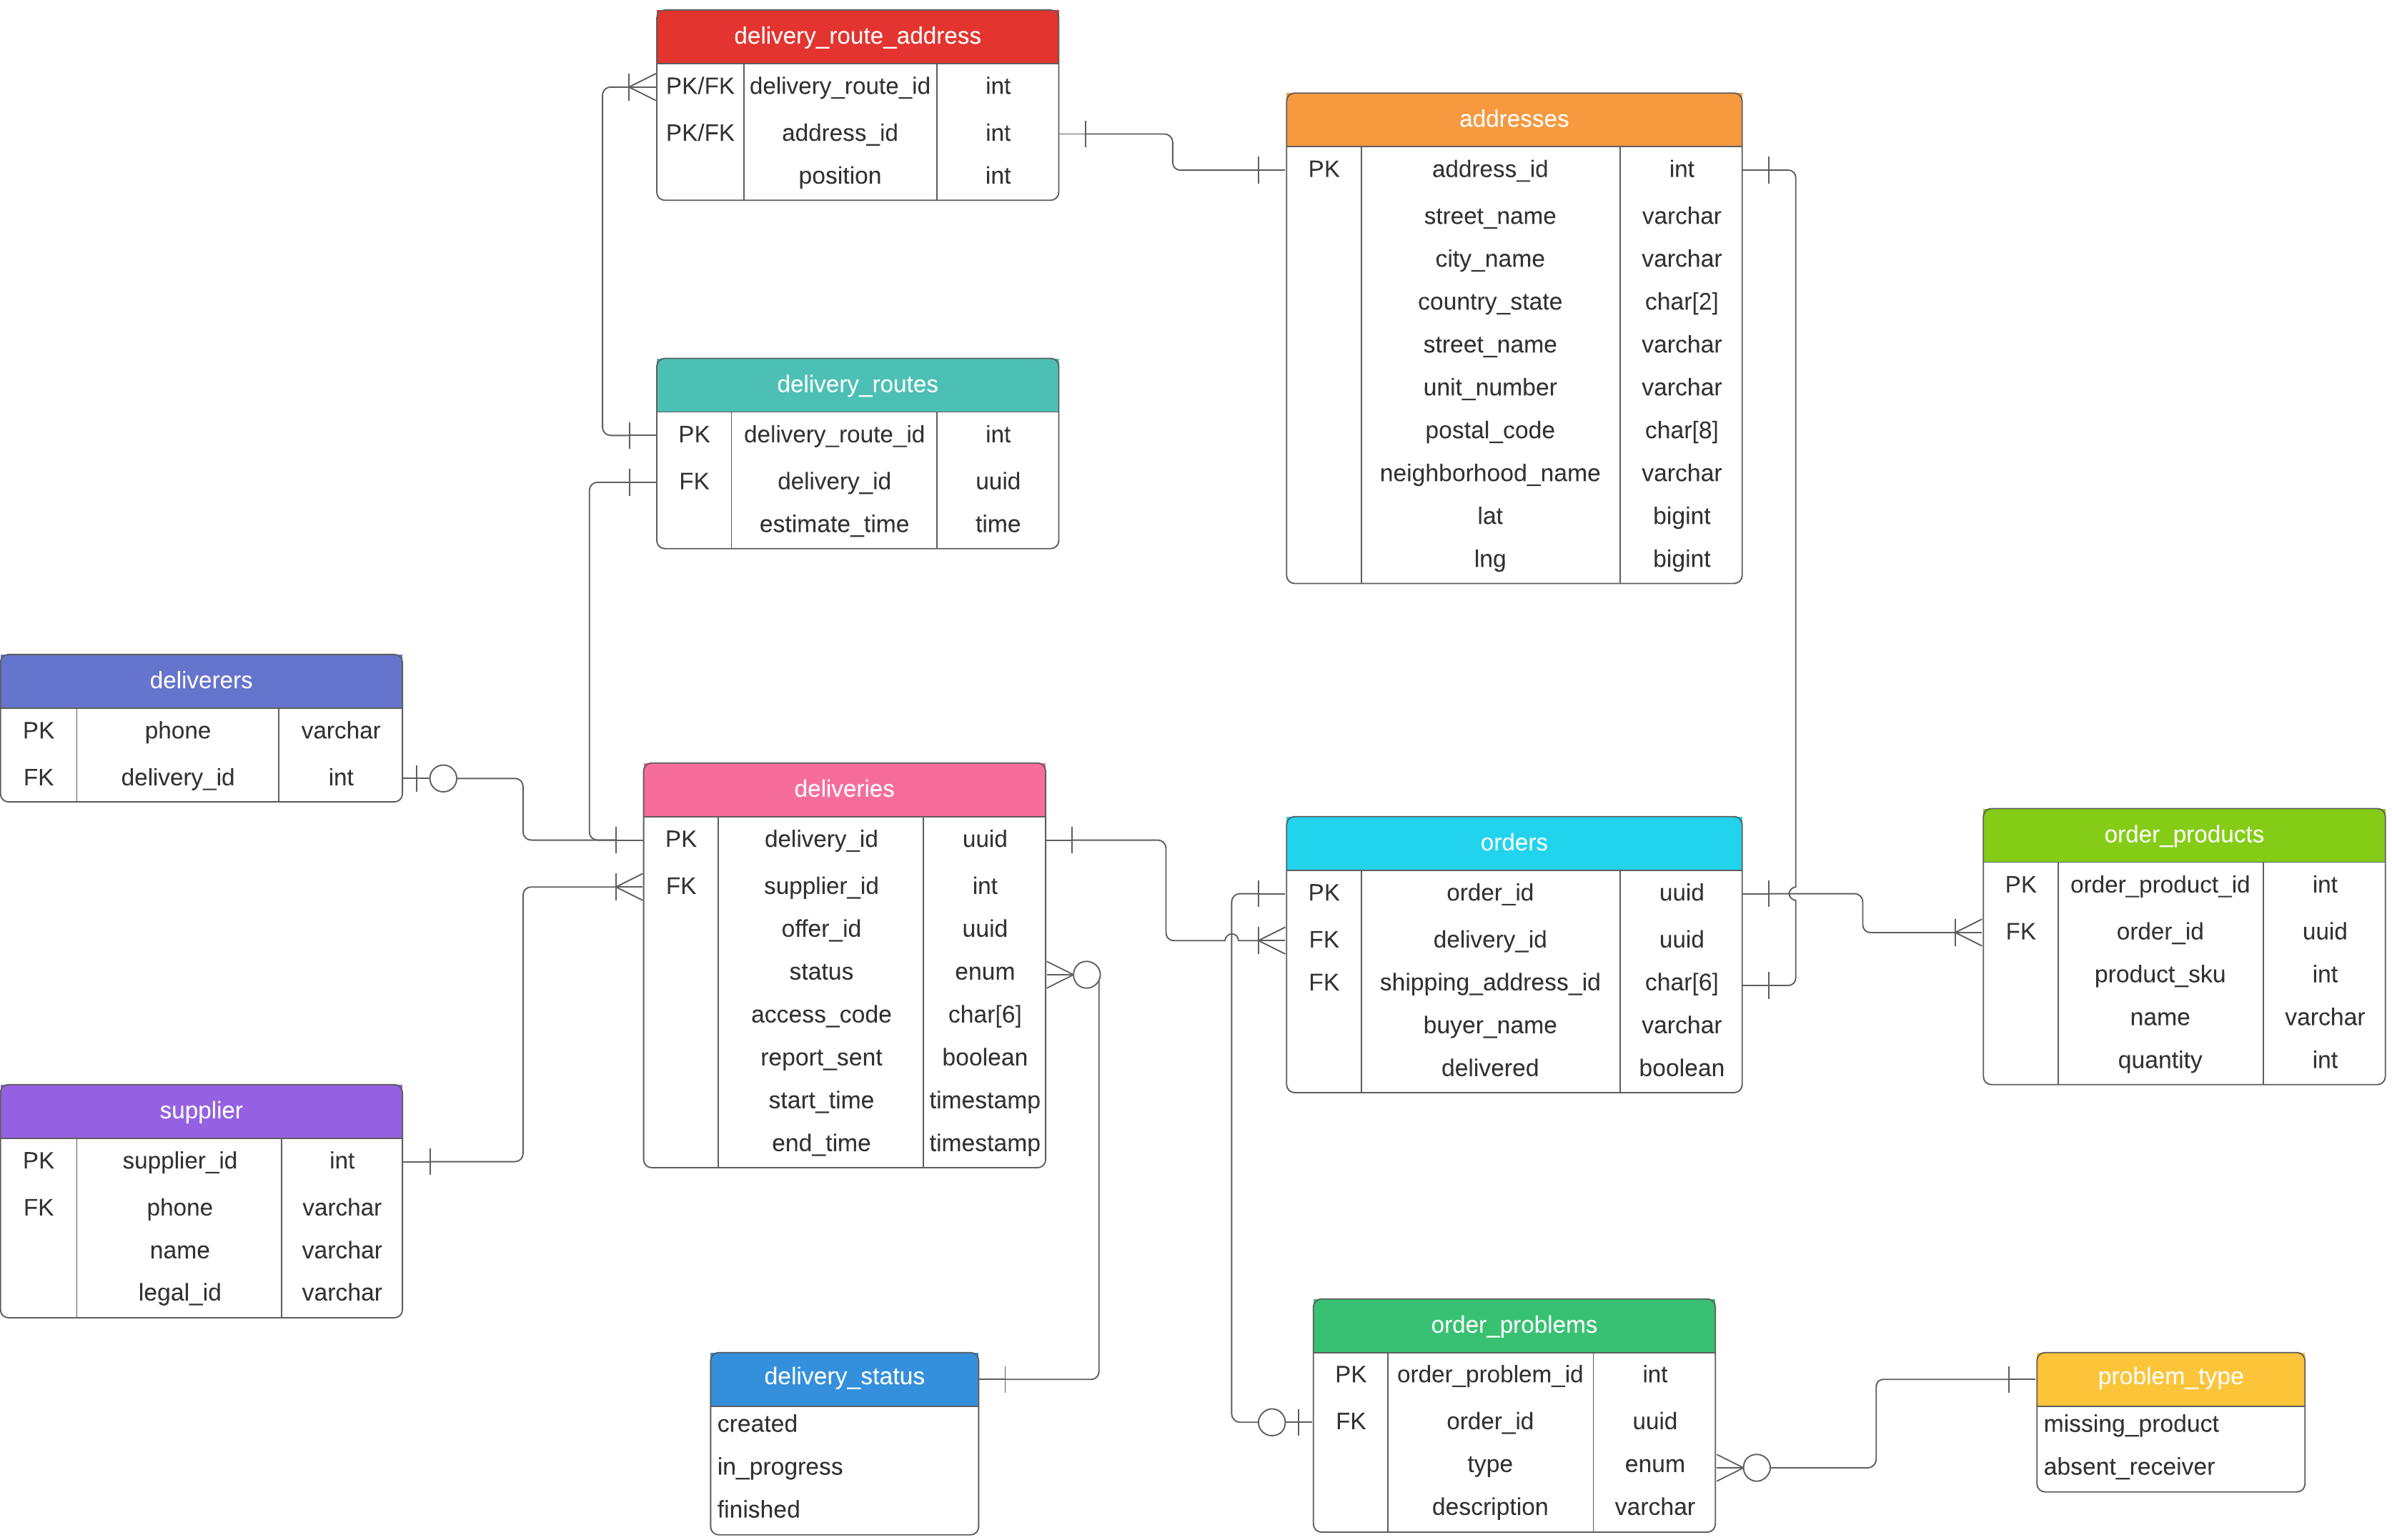 delivery_route_address
PK/FK delivery_route_id int
PK/FK address_id int
position int
addresses
PK address_id int
street_name varchar
city_name varchar
country_state char[2]
street_name varchar
unit_number varchar
postal_code char[8]
neighborhood_name varchar
lat bigint
lng bigint
delivery_routes
PK delivery_route_id int
FK delivery_id uuid
estimate_time time
deliverers
PK phone varchar
FK delivery_id int
deliveries
PK delivery_id uuid
FK supplier_id int
offer_id uuid
status enum
access_code char[6]
report_sent boolean
start_time timestamp
end_time timestamp
orders
PK order_id uuid
FK delivery_id uuid
FK shipping_address_id char[6]
buyer_name varchar
delivered boolean
order_products
PK order_product_id int
FK order_id uuid
product_sku int
name varchar
quantity int
supplier
PK supplier_id int
FK phone varchar
name varchar
legal_id varchar
delivery_status
created
in_progress
finished
order_problems
PK order_problem_id int
FK order_id uuid
type enum
description varchar
problem_type
missing_product
absent_receiver